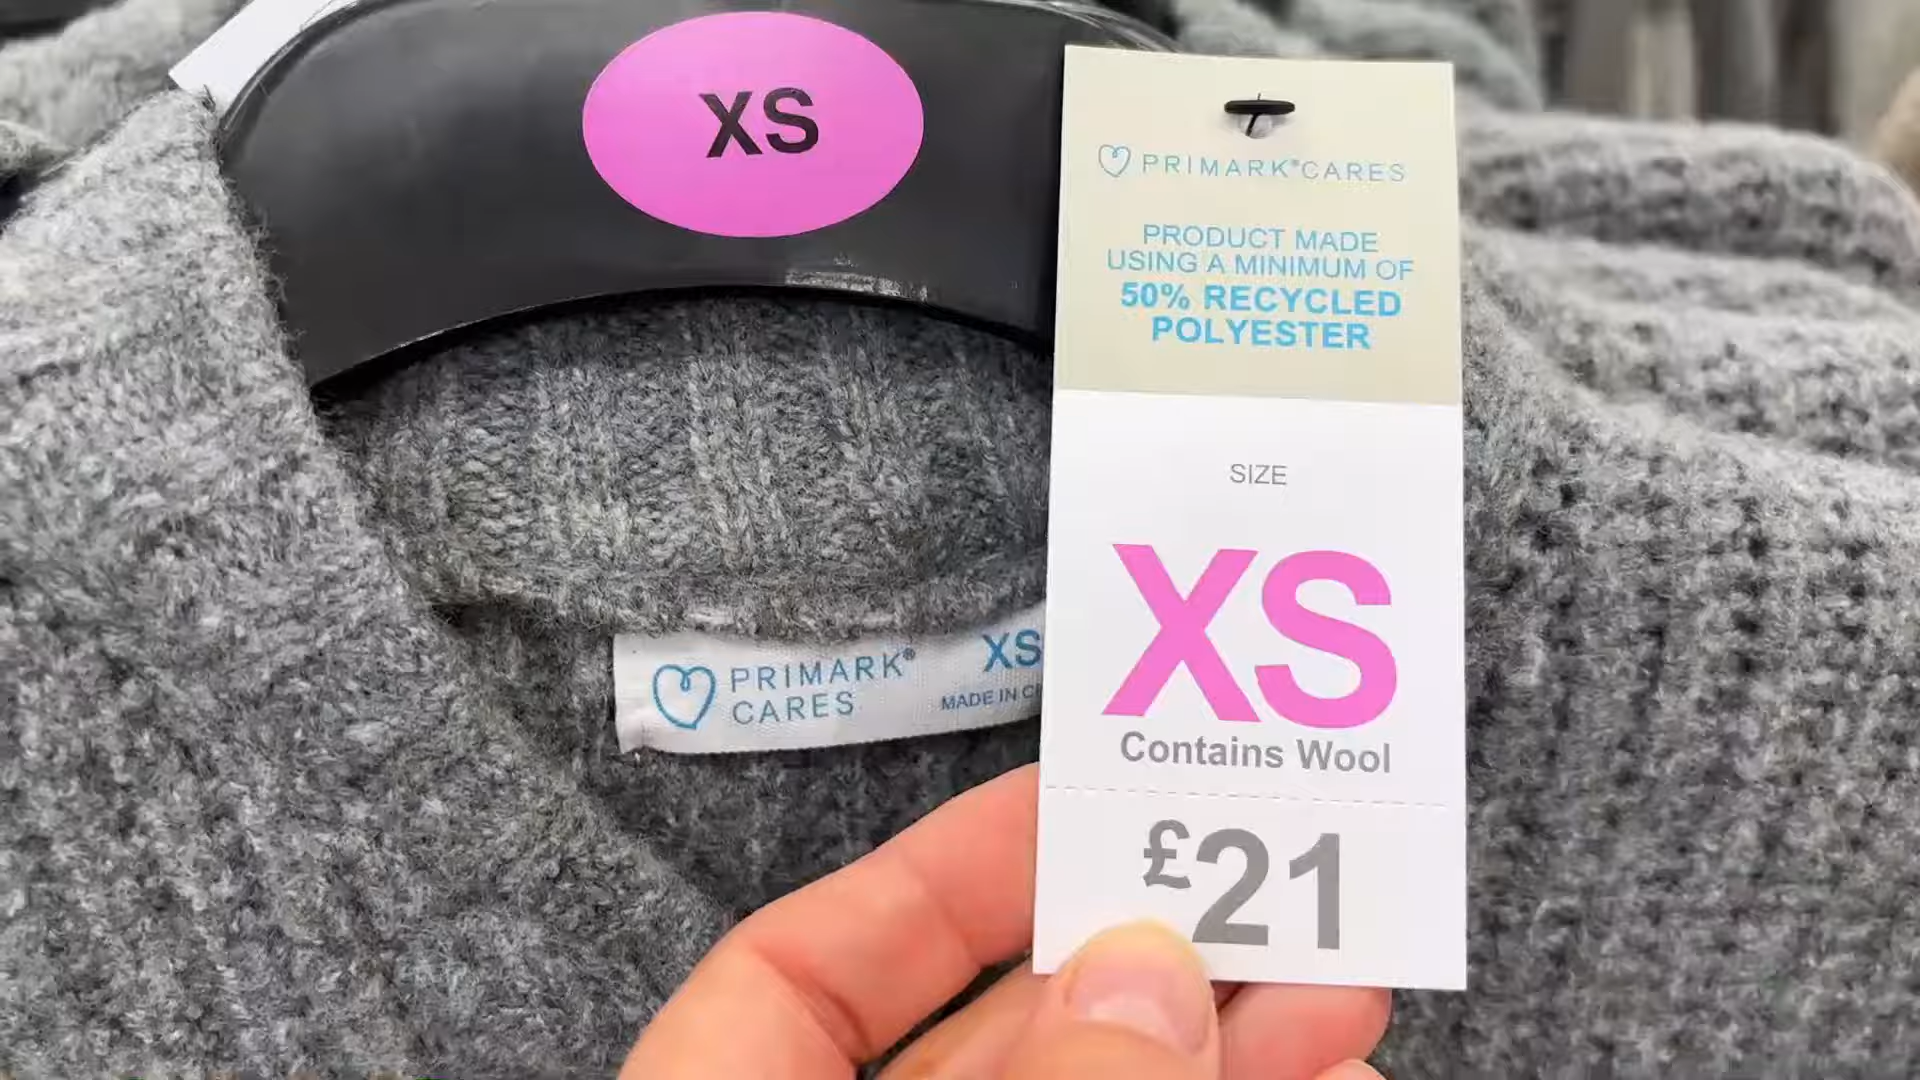 XS
PRIMARK®CARES
PRODUCT MADE
USING A MINIMUM OF
50% RECYCLED
POLYESTER
SIZE
XS
Contains Wool
£21
PRIMARK®
CARES
XS
MADE IN